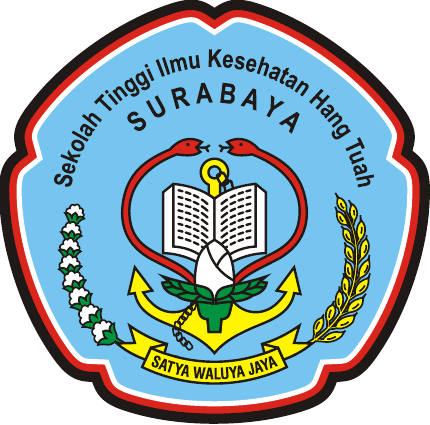 Sekolah Tinggi Ilmu Kesehatan Hang Tuah
SURABAYA
SATYA WALUYA JAYA